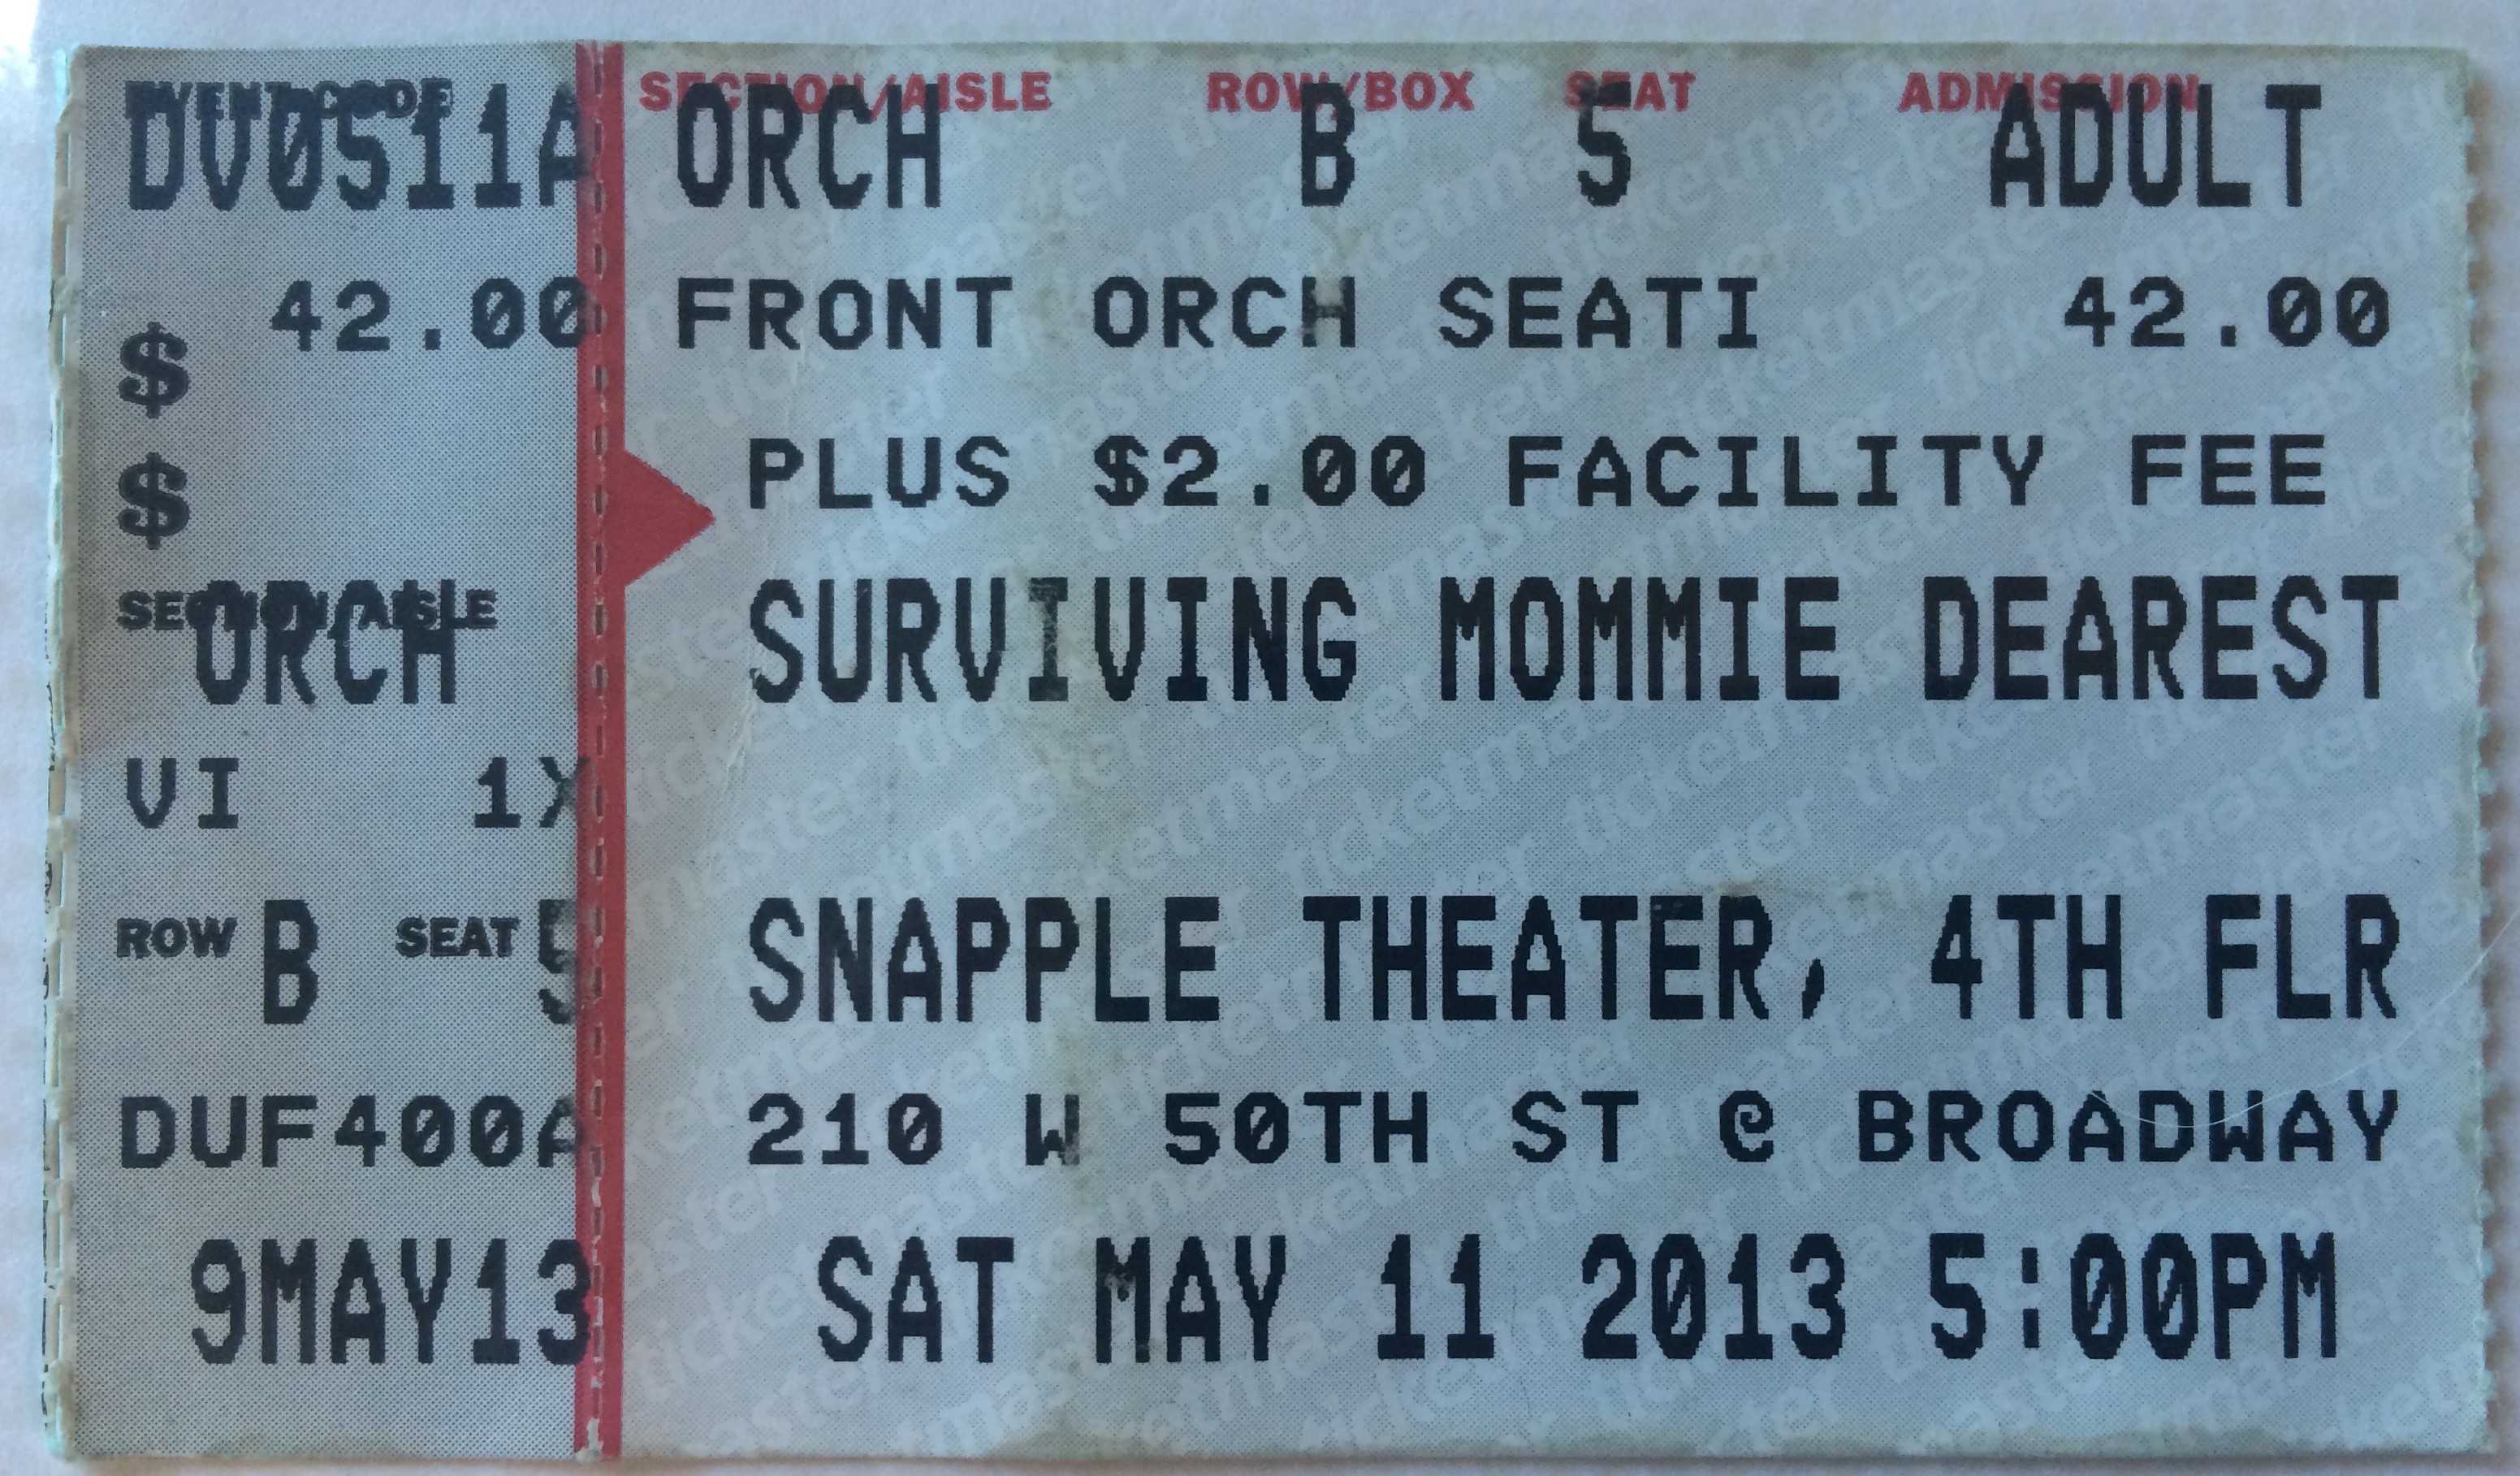 EVENT CODE
DV0511A
42.00
$
$
SECTION/AISLE
ORCH
VI 1X
ROW B SEAT 5
DUF400A
9MAY13
SECTION/AISLE ROW/BOX SEAT ADMISSION
ORCH B 5 ADULT
FRONT ORCH SEATI 42.00
PLUS $2.00 FACILITY FEE
SURVIVING MOMMIE DEAREST
SNAPPLE THEATER, 4TH FLR
210 W 50TH ST @ BROADWAY
SAT MAY 11 2013 5:00PM
ticketmaster